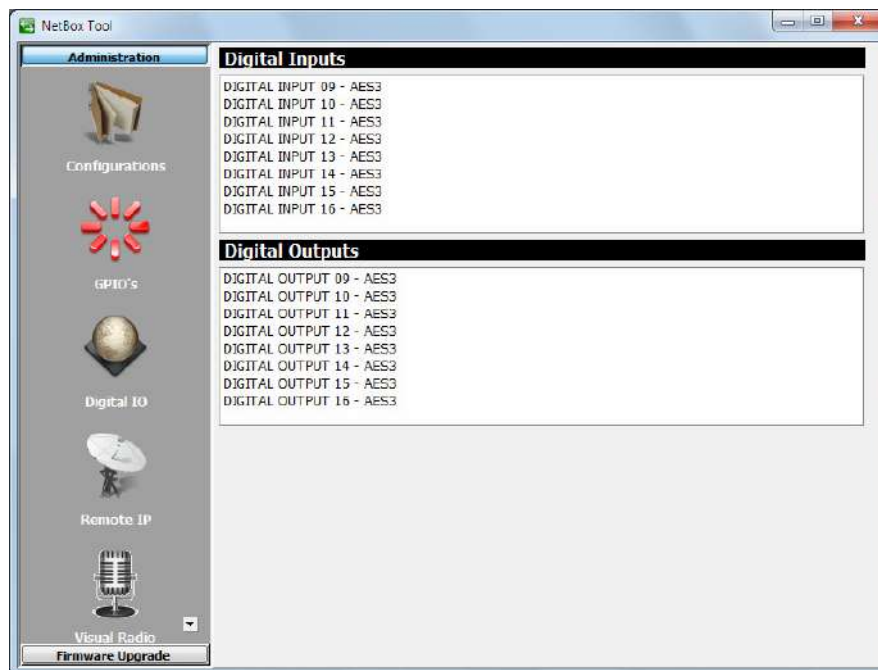 NetBox Tool
Administration
Configurations
GPIO's
Digital IO
Remote IP
Visual Radio
Firmware Upgrade
Digital Inputs
DIGITAL INPUT 09 - AES3
DIGITAL INPUT 10 - AES3
DIGITAL INPUT 11 - AES3
DIGITAL INPUT 12 - AES3
DIGITAL INPUT 13 - AES3
DIGITAL INPUT 14 - AES3
DIGITAL INPUT 15 - AES3
DIGITAL INPUT 16 - AES3
Digital Outputs
DIGITAL OUTPUT 09 - AES3
DIGITAL OUTPUT 10 - AES3
DIGITAL OUTPUT 11 - AES3
DIGITAL OUTPUT 12 - AES3
DIGITAL OUTPUT 13 - AES3
DIGITAL OUTPUT 14 - AES3
DIGITAL OUTPUT 15 - AES3
DIGITAL OUTPUT 16 - AES3